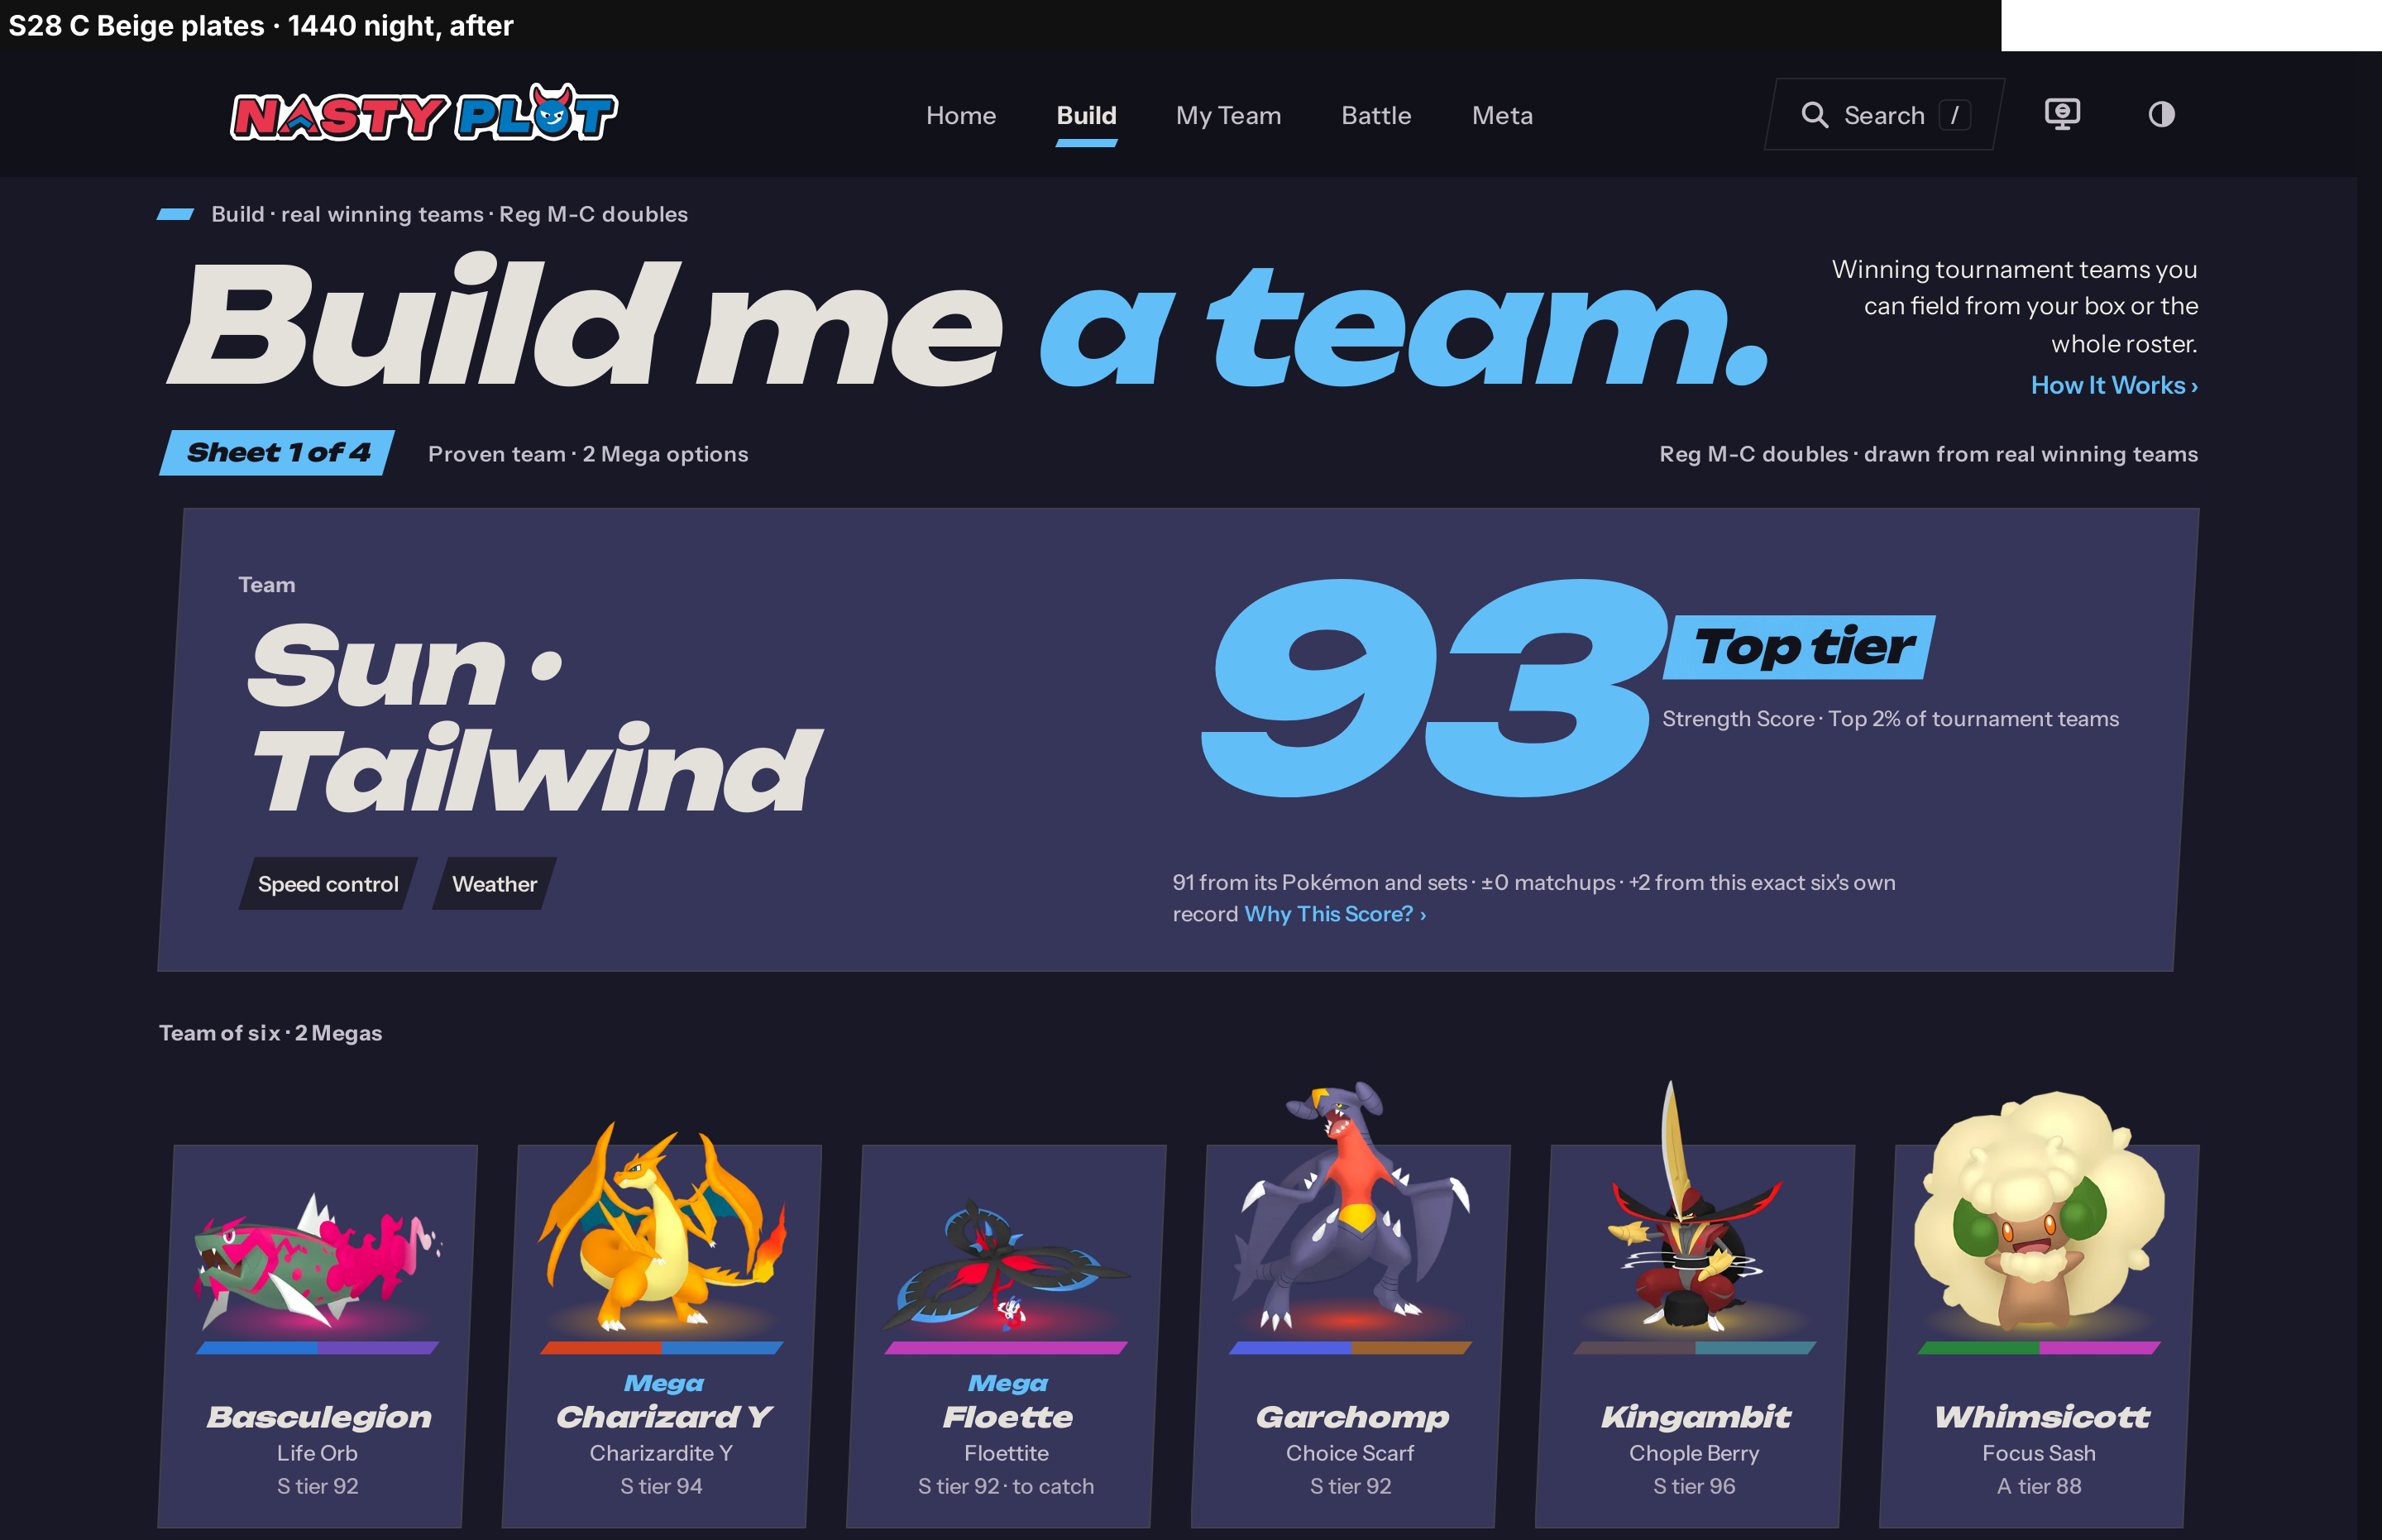 S28 C Beige plates · 1440 night, after
NASTY PLOT
Home
Build
My Team
Battle
Meta
Search /
Build · real winning teams · Reg M-C doubles
Build me a team.
Winning tournament teams you
can field from your box or the
whole roster.
How It Works ›
Sheet 1 of 4
Proven team · 2 Mega options
Reg M-C doubles · drawn from real winning teams
Team
Sun ·
Tailwind
Speed control
Weather
93
Top tier
Strength Score · Top 2% of tournament teams
91 from its Pokémon and sets · ±0 matchups · +2 from this exact six's own
record Why This Score? ›
Team of six · 2 Megas
Basculegion
Life Orb
S tier 92
Mega
Charizard Y
Charizardite Y
S tier 94
Mega
Floette
Floettite
S tier 92 · to catch
Garchomp
Choice Scarf
S tier 92
Kingambit
Chople Berry
S tier 96
Whimsicott
Focus Sash
A tier 88